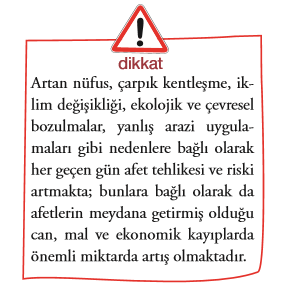 dikkat
Artan nüfus, çarpık kentleşme, ik-
lim değişikliği, ekolojik ve çevresel
bozulmalar, yanlış arazi uygula-
maları gibi nedenlere bağlı olarak
her geçen gün afet tehlikesi ve riski
artmakta; bunlara bağlı olarak da
afetlerin meydana getirmiş olduğu
can, mal ve ekonomik kayıplarda
önemli miktarda artış olmaktadır.